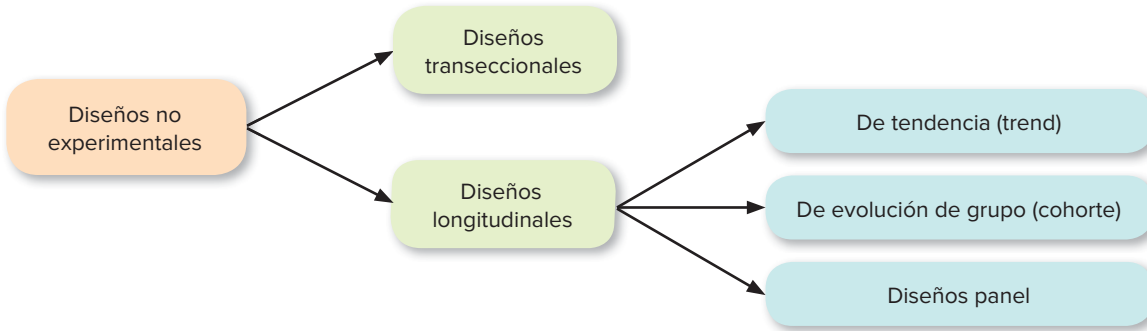 Diseños no
experimentales
Diseños
transeccionales
Diseños
longitudinales
De tendencia (trend)
De evolución de grupo (cohorte)
Diseños panel